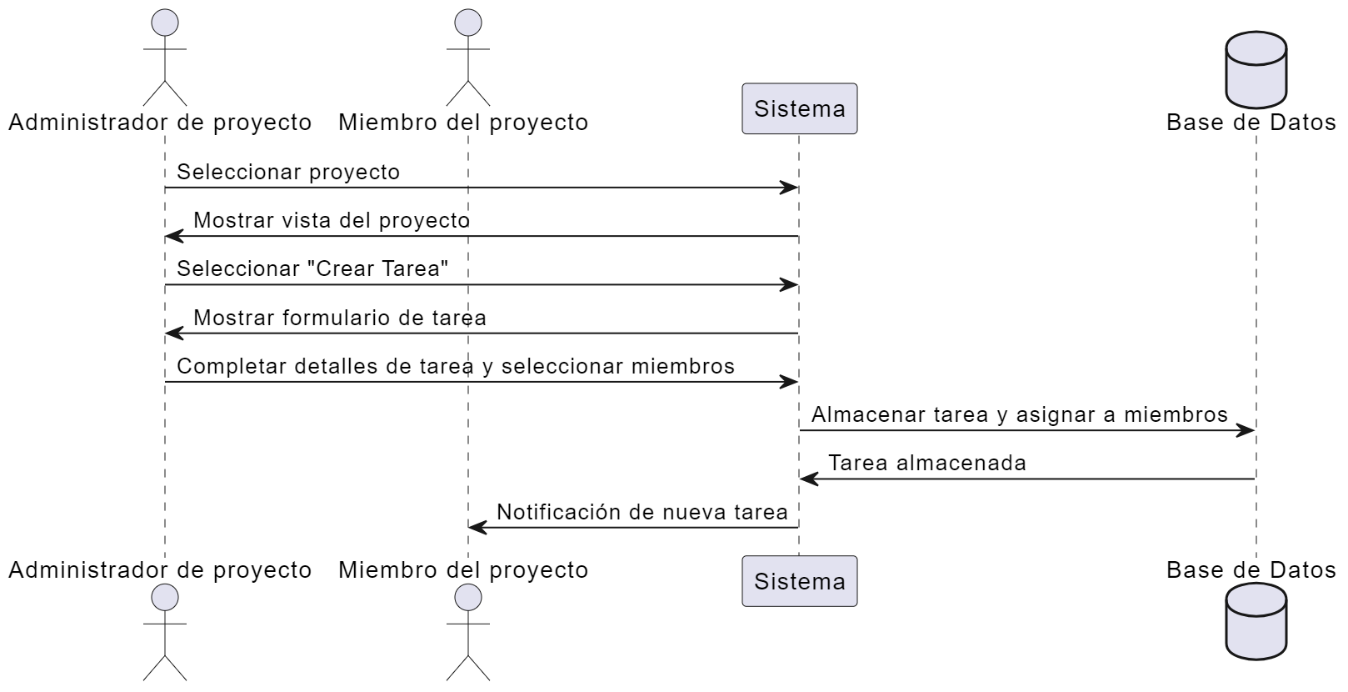 Administrador de proyecto
Miembro del proyecto
Sistema
Base de Datos
Seleccionar proyecto
Mostrar vista del proyecto
Seleccionar "Crear Tarea"
Mostrar formulario de tarea
Completar detalles de tarea y seleccionar miembros
Almacenar tarea y asignar a miembros
Tarea almacenada
Notificación de nueva tarea
Administrador de proyecto
Miembro del proyecto
Sistema
Base de Datos